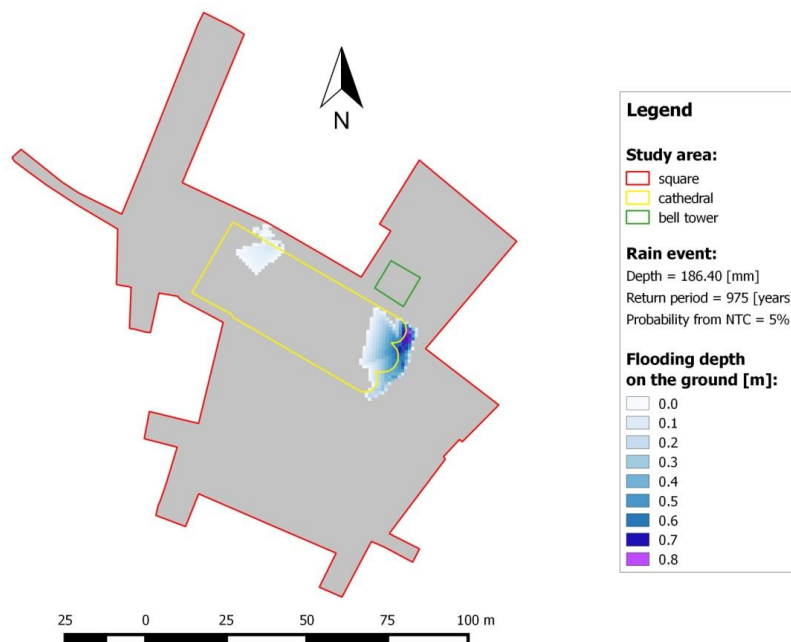 N
Legend
Study area:
square
cathedral
bell tower
Rain event:
Depth = 186.40 [mm]
Return period = 975 [years
Probability from NTC = 5%
Flooding depth
on the ground [m]:
0.0
0.1
0.2
0.3
0.4
0.5
0.6
0.7
0.8
25 0 25 50 75 100 m